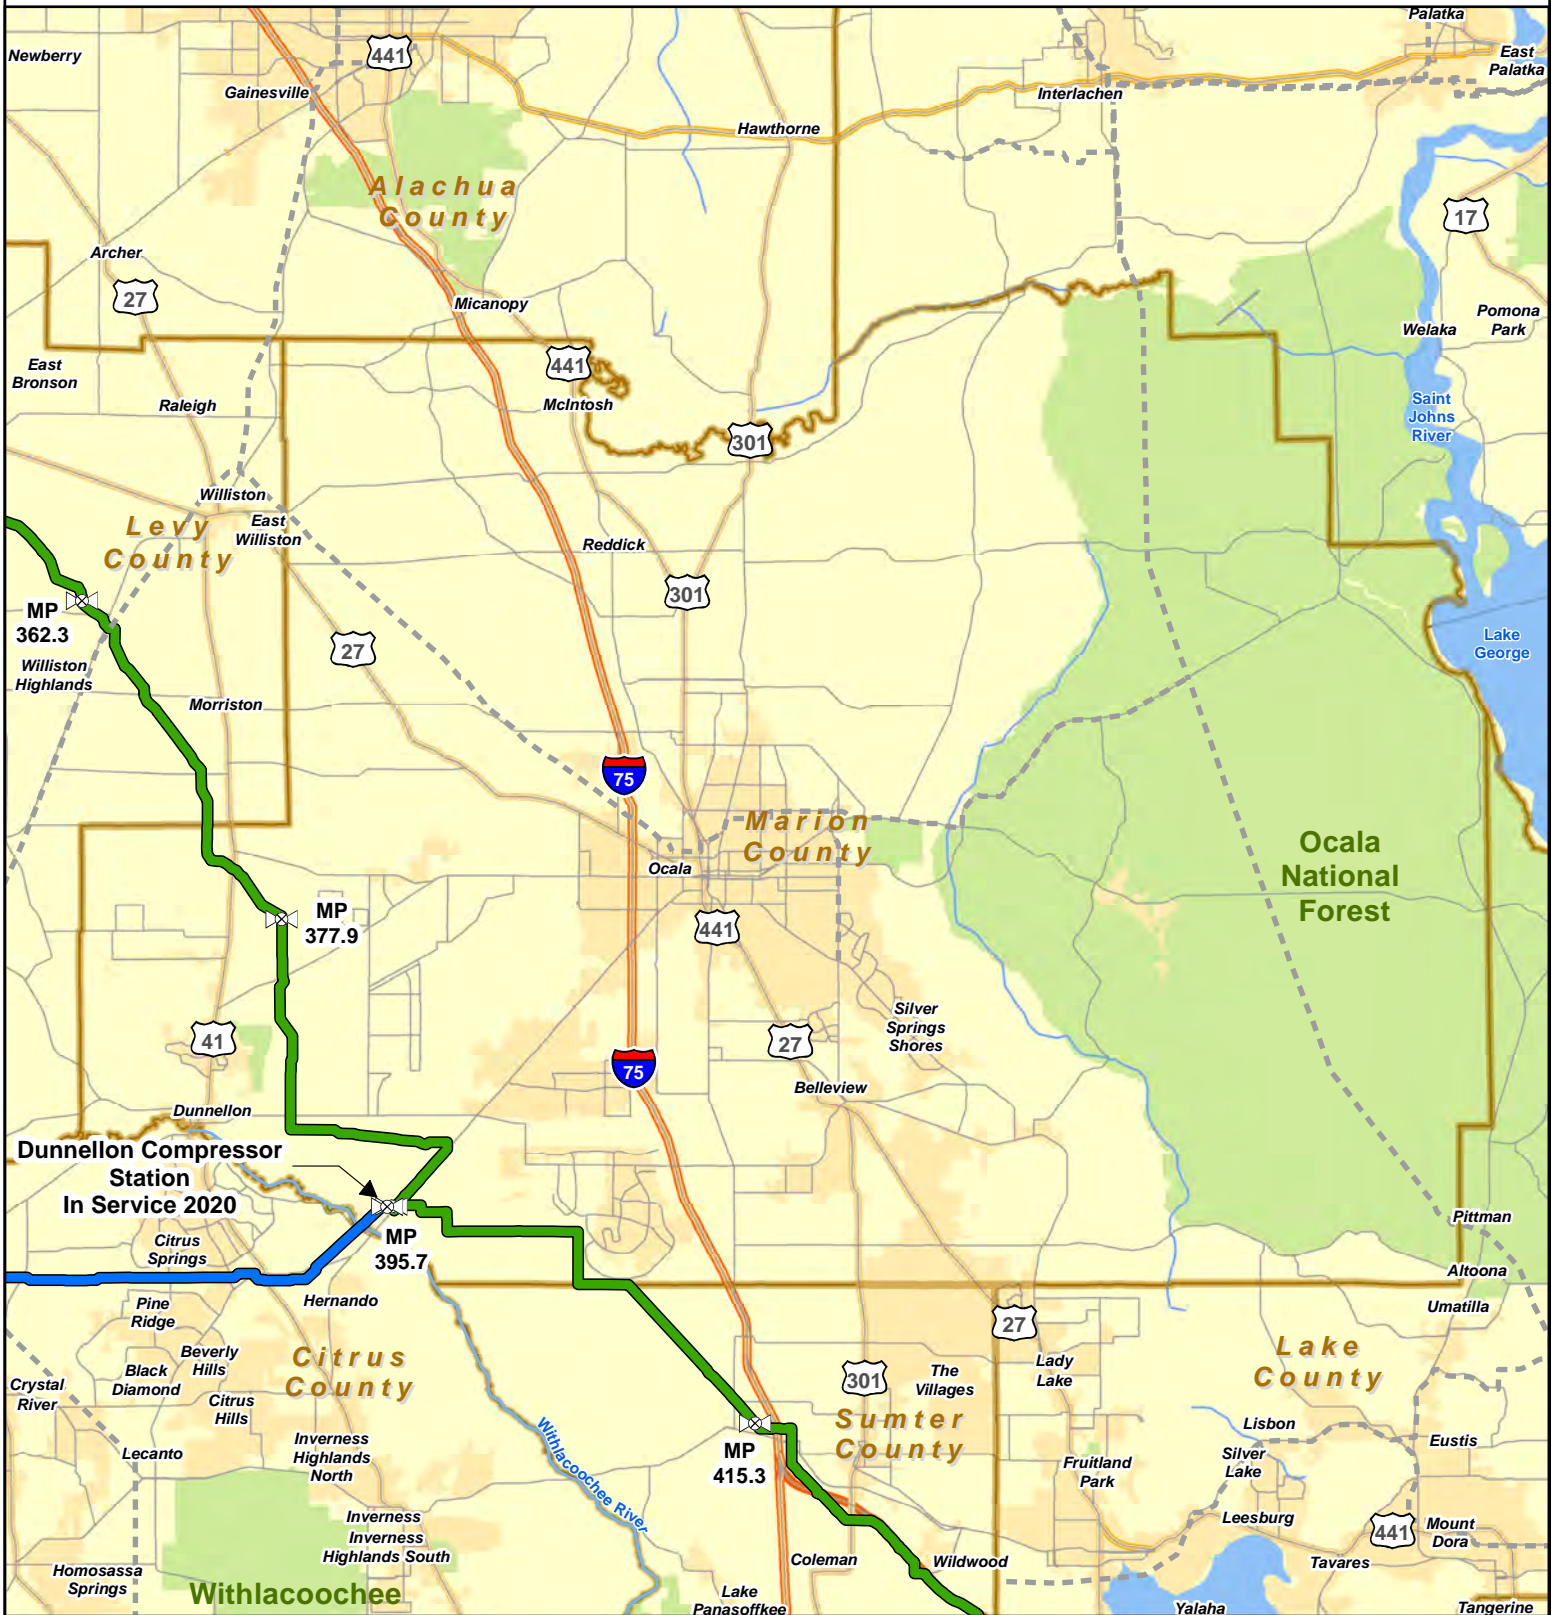 Palatka
Newberry
441
East
Palatka
Gainesville
Interlachen
Hawthorne
Alachua
County
17
Archer
27
Micanopy
Pomona
Park
Welaka
East
Bronson
441
Raleigh
McIntosh
Saint
Johns
River
301
Williston
Levy
County
East
Williston
Reddick
301
MP
362.3
27
Lake
George
Williston
Highlands
Morriston
75
Marion
County
Ocala
National
Forest
Ocala
MP
377.9
441
Silver
Springs
Shores
41
27
75
Belleview
Dunnellon
Dunnellon Compressor
Station
In Service 2020
Pittman
MP
395.7
Citrus
Springs
Altoona
Hernando
Pine
Ridge
Umatilla
27
Beverly
Hills
Citrus
County
Lake
County
Black
Diamond
Crystal
River
301
The
Villages
Lady
Lake
Citrus
Hills
Sumter
County
Lisbon
Withlacoochee River
Inverness
Highlands
North
Lecanto
MP
415.3
Eustis
Silver
Lake
Fruitland
Park
Inverness
Leesburg
441
Mount
Dora
Inverness
Highlands South
Coleman
Wildwood
Tavares
Homosassa
Springs
Withlacoochee
Lake
Panasoffkee
Yalaha
Tangerine